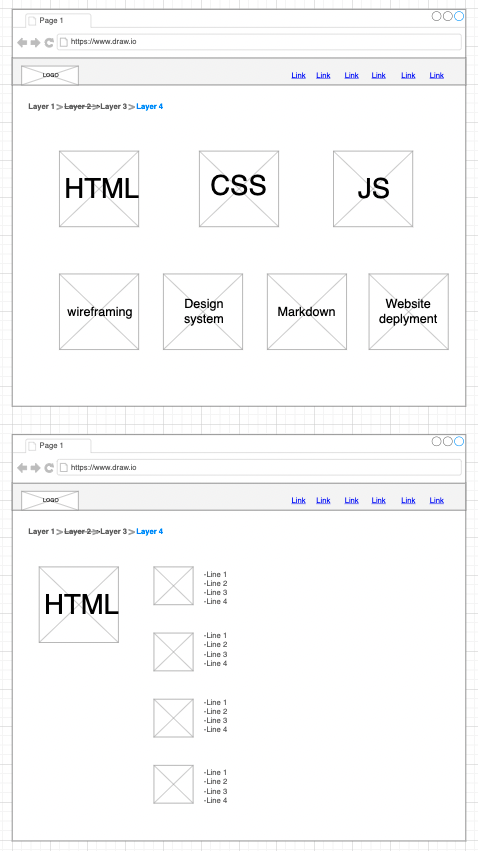 Page 1
https://www.draw.io
LOGO Link Link Link Link Link Link
Layer 1 > Layer 2 > Layer 3 > Layer 4
HTML CSS JS
wireframing
Design
system
Markdown
Website
deplyment
Page 1
https://www.draw.io
LOGO Link Link Link Link Link Link
Layer 1 > Layer 2 > Layer 3 > Layer 4
HTML
-Line 1
-Line 2
-Line 3
-Line 4
-Line 1
-Line 2
-Line 3
-Line 4
-Line 1
-Line 2
-Line 3
-Line 4
-Line 1
-Line 2
-Line 3
-Line 4